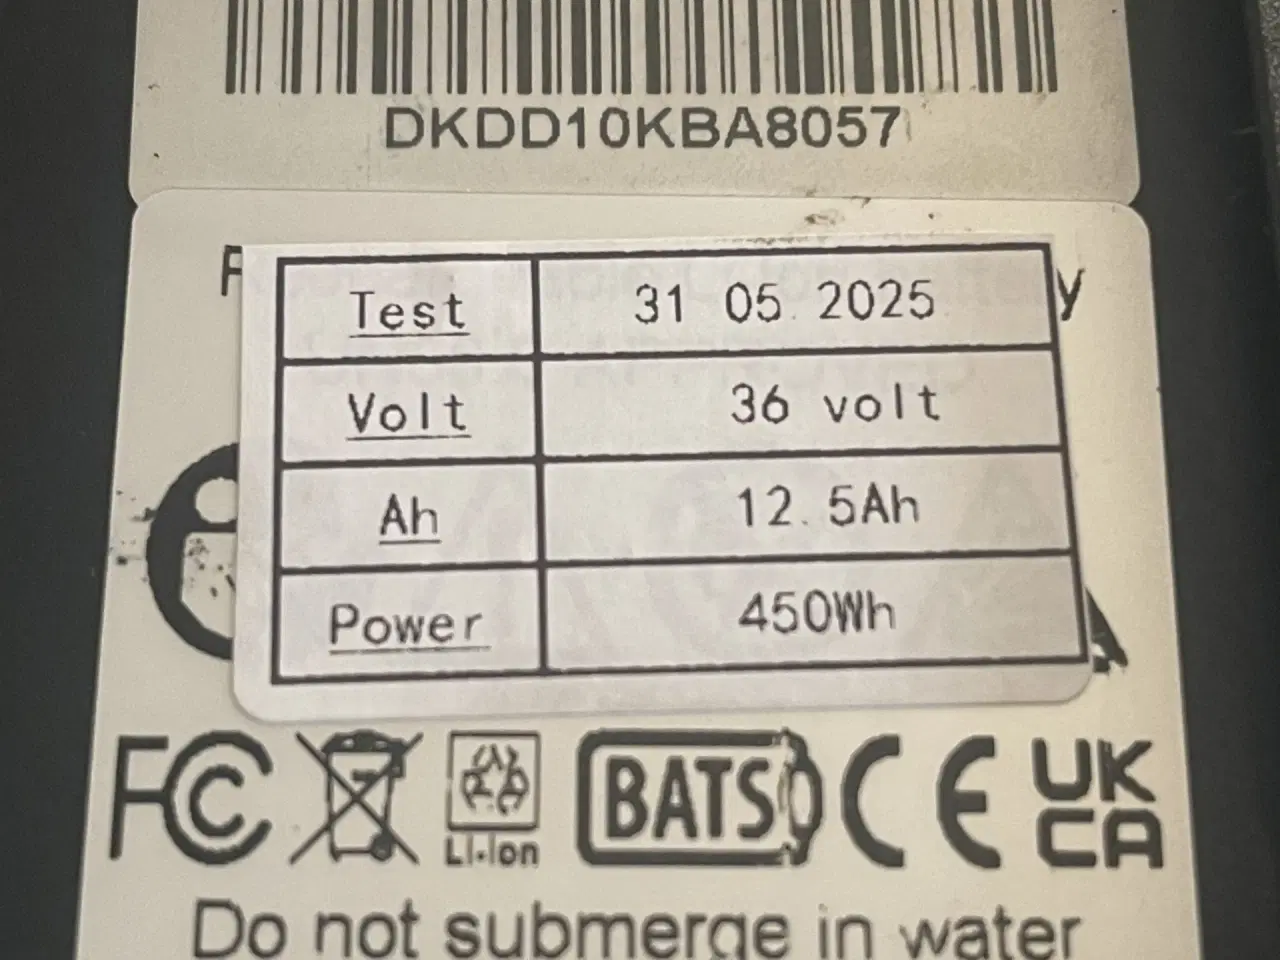 DKDD10KBA8057
Test 31 05 2025
Volt 36 volt
Ah 12.5Ah
Power 450Wh
FC
Li-Ion
BATSO
CE
UK
CA
Do not submerge in water